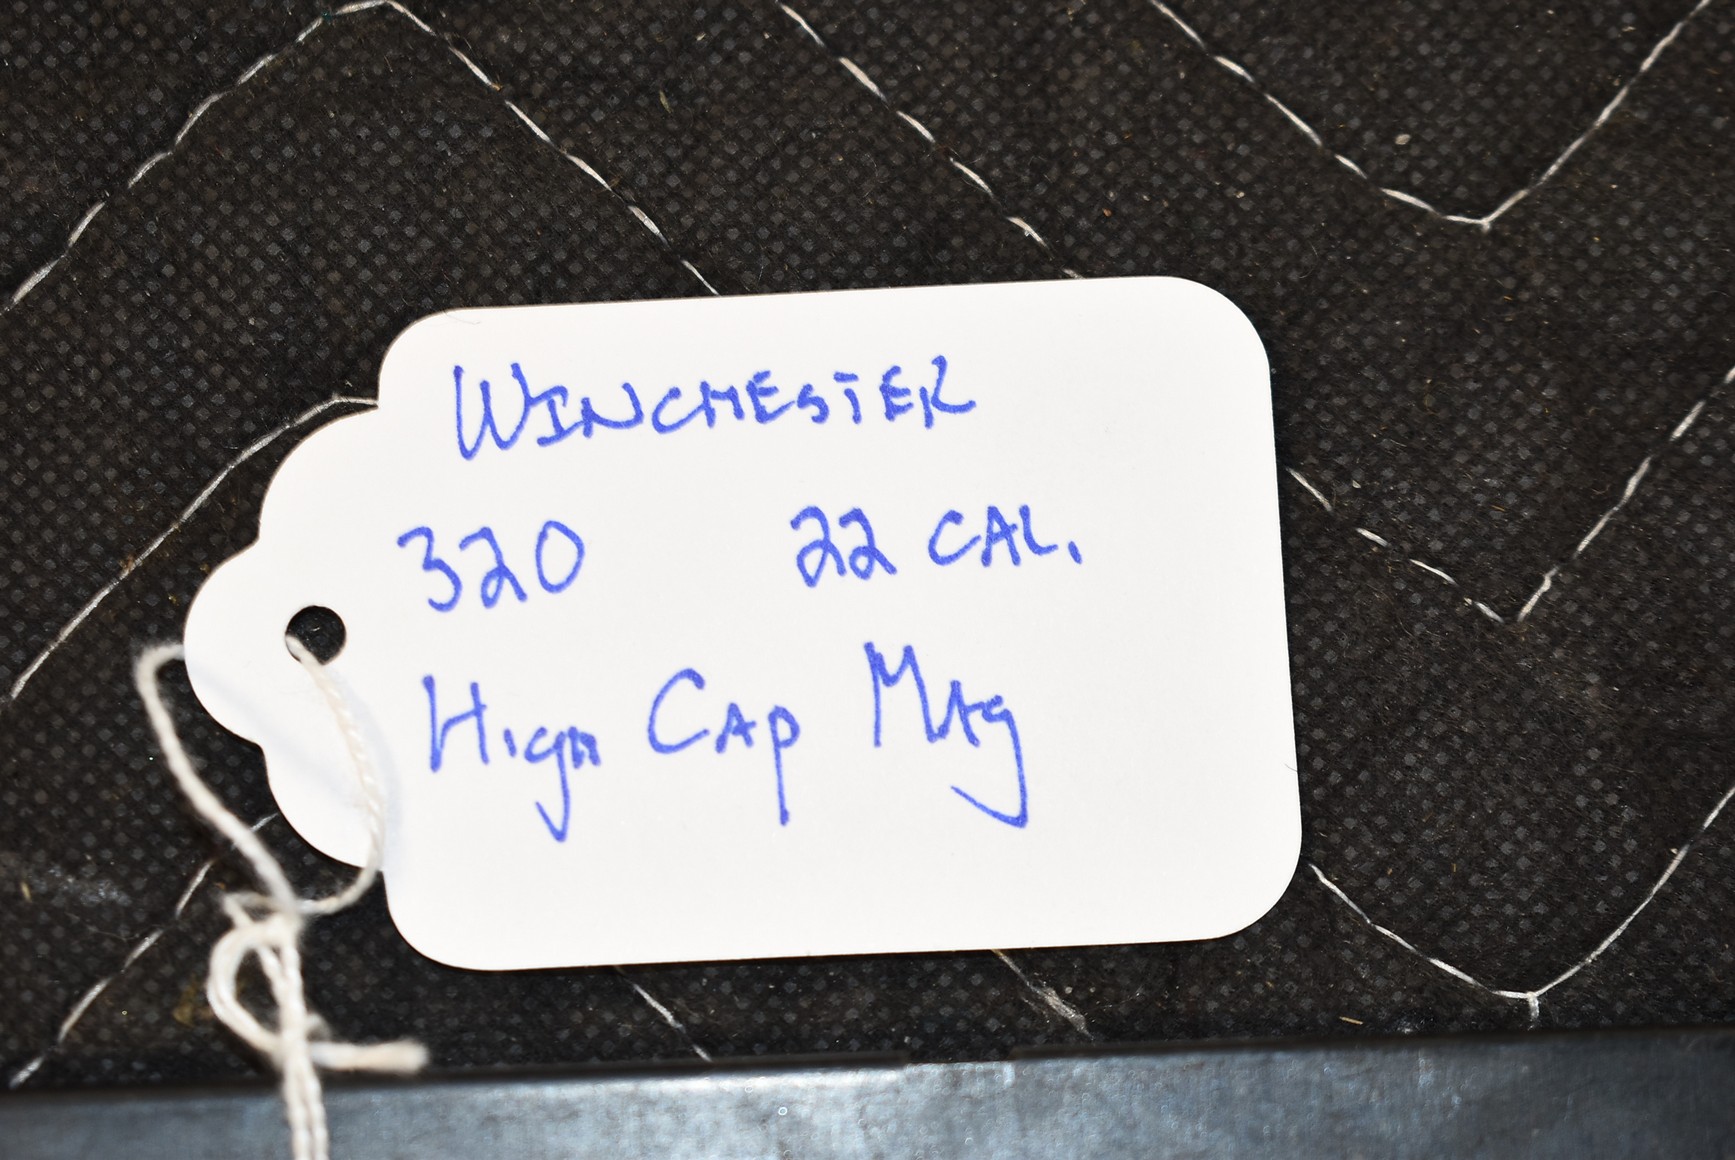 WINCHESTER
320 22 CAL.
High Cap Mag